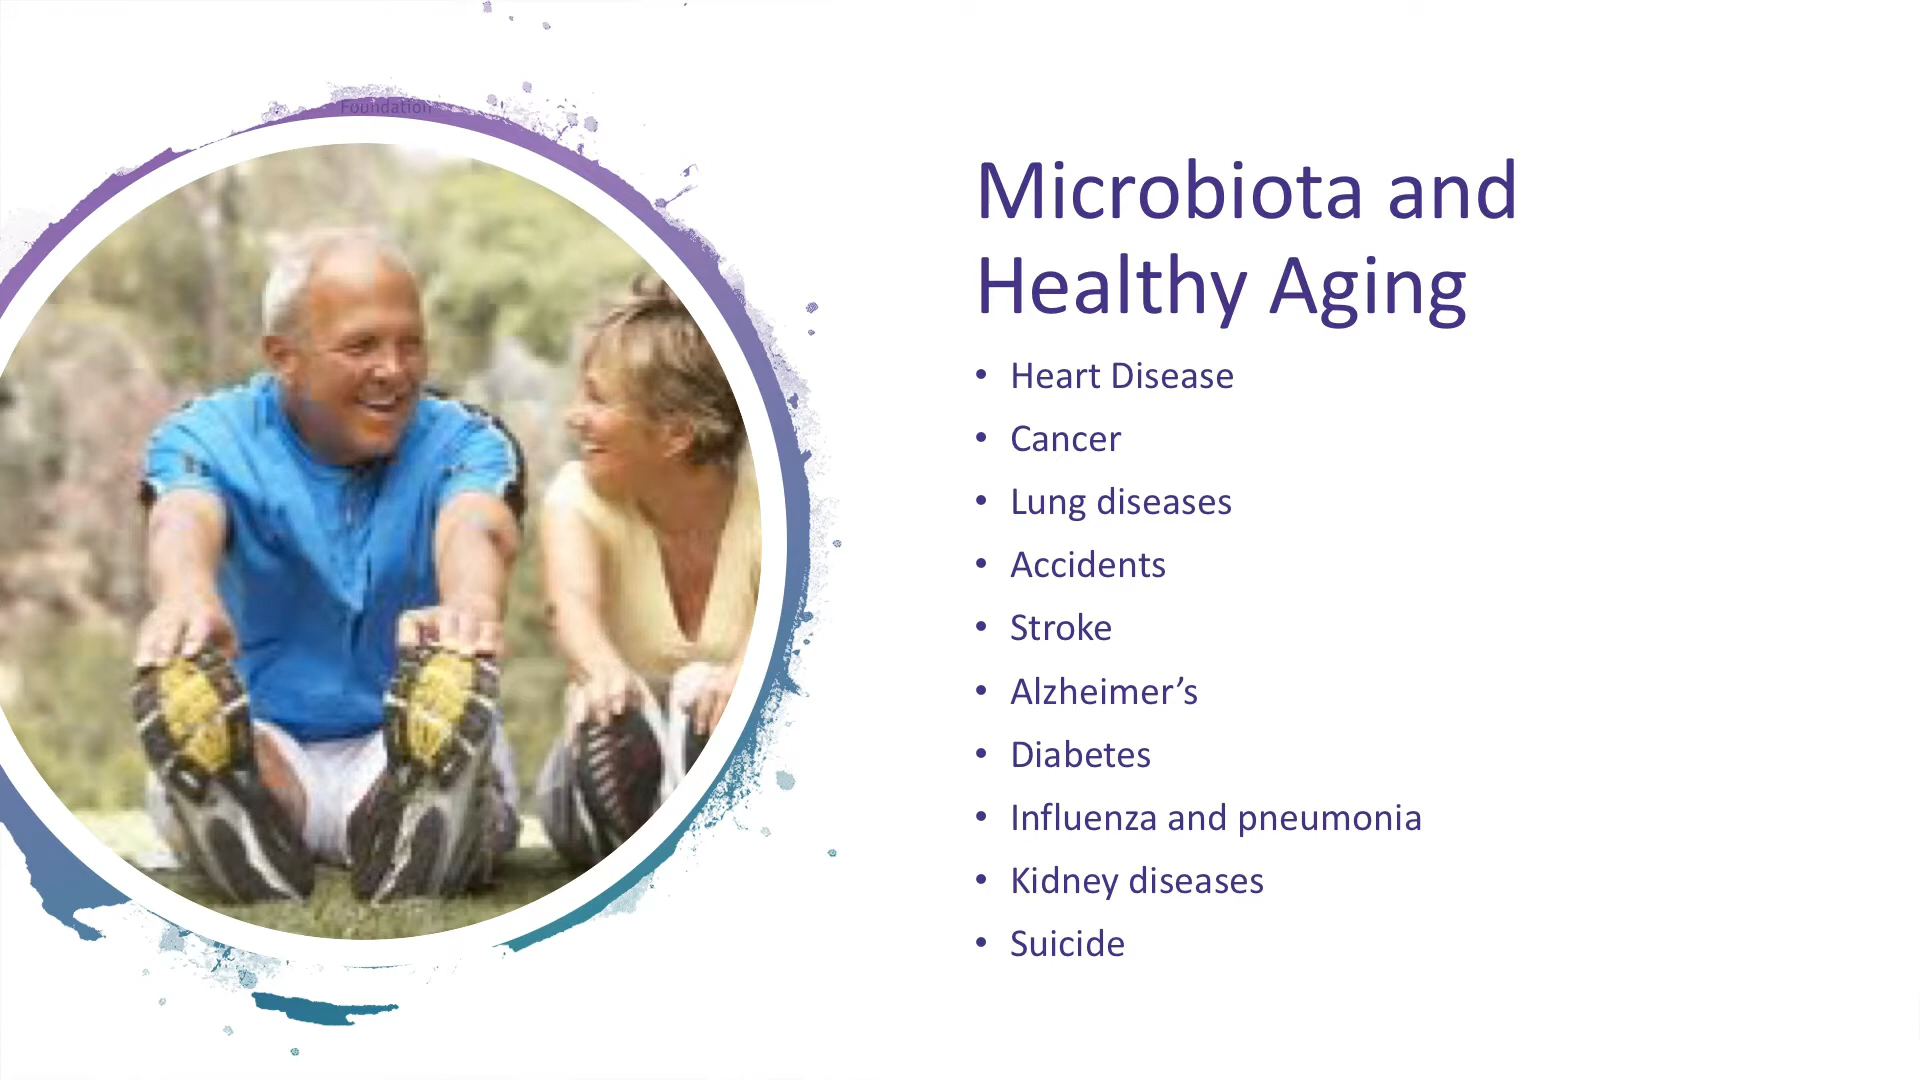 Foundation
Microbiota and
Healthy Aging
• Heart Disease
• Cancer
• Lung diseases
• Accidents
• Stroke
• Alzheimer’s
• Diabetes
• Influenza and pneumonia
• Kidney diseases
• Suicide